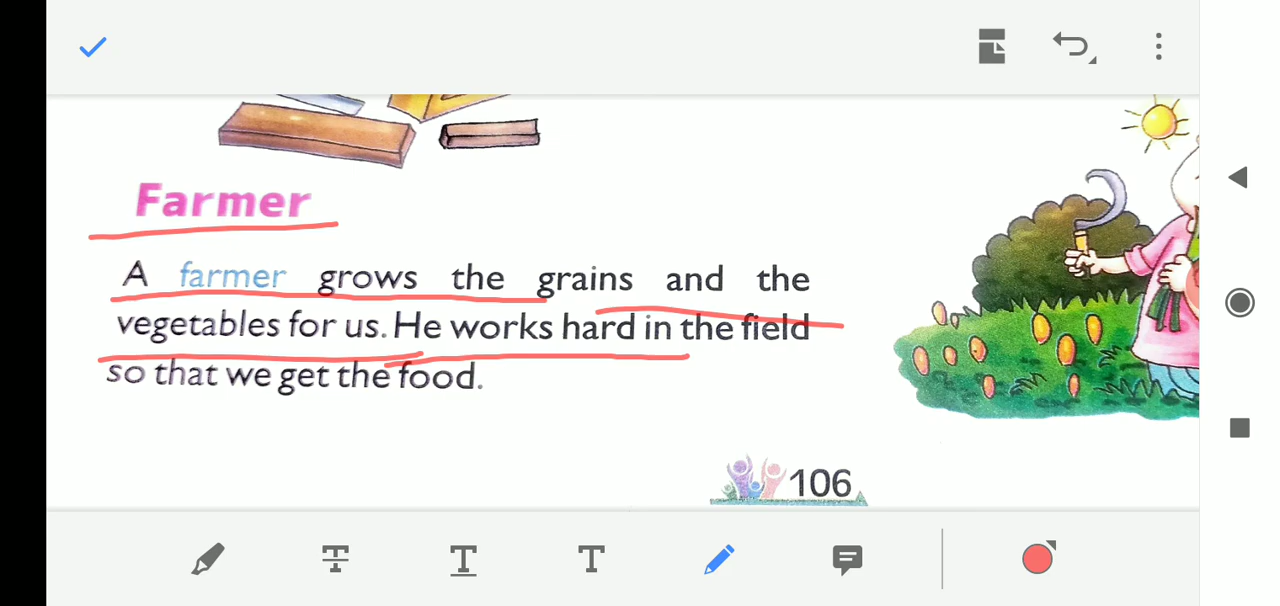 Farmer
A farmer grows the grains and the
vegetables for us. He works hard in the field
so that we get the food.
106
T
T
T